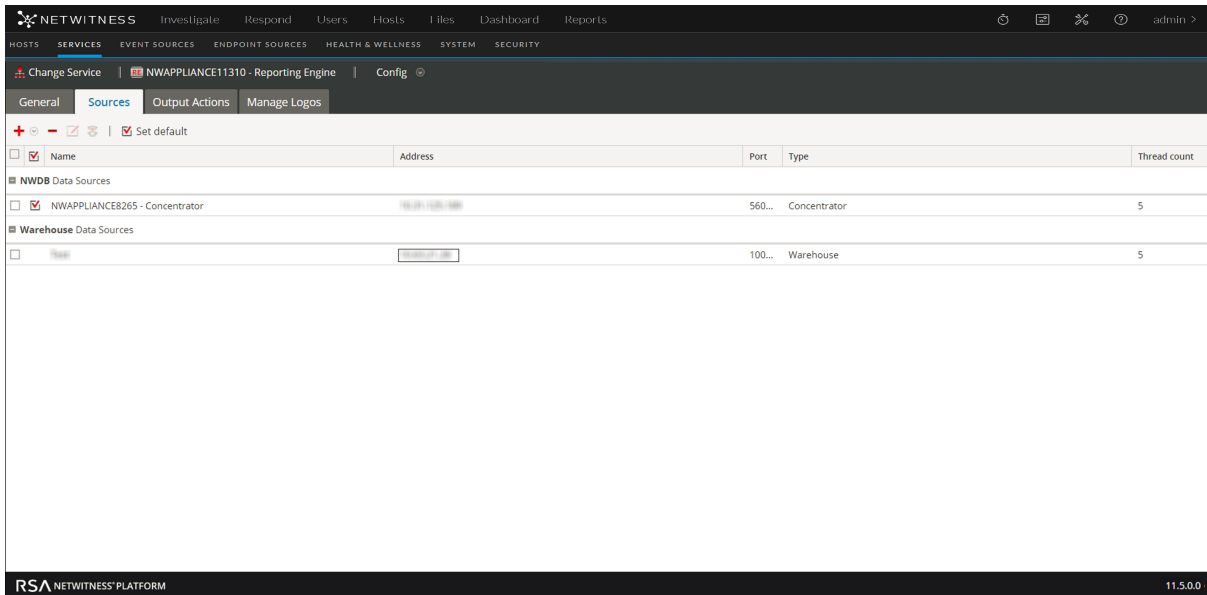 NETWITNESS Investigate Respond Users Hosts Files Dashboard Reports admin >
HOSTS SERVICES EVENT SOURCES ENDPOINT SOURCES HEALTH & WELLNESS SYSTEM SECURITY
Change Service | RE NWAPPLIANCE11310 - Reporting Engine | Config
General Sources Output Actions Manage Logos
Set default
Name Address Port Type Thread count
NWDB Data Sources
NWAPPLIANCE8265 - Concentrator 560... Concentrator 5
Warehouse Data Sources
100... Warehouse 5
RSA NETWITNESS® PLATFORM 11.5.0.0